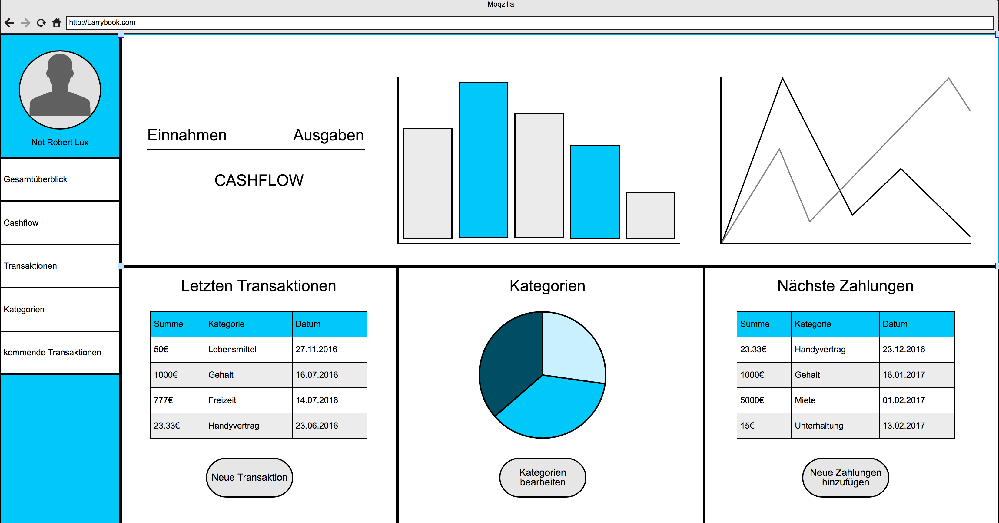 Moqzilla
http://Larrybook.com
Not Robert Lux
Gesamtüberblick
Cashflow
Transaktionen
Kategorien
kommende Transaktionen
Einnahmen Ausgaben
CASHFLOW
Letzten Transaktionen
Summe Kategorie Datum
50€ Lebensmittel 27.11.2016
1000€ Gehalt 16.07.2016
777€ Freizeit 14.07.2016
23.33€ Handyvertrag 23.06.2016
Neue Transaktion
Kategorien
Kategorien
bearbeiten
Nächste Zahlungen
Summe Kategorie Datum
23.33€ Handyvertrag 23.12.2016
1000€ Gehalt 16.01.2017
5000€ Miete 01.02.2017
15€ Unterhaltung 13.02.2017
Neue Zahlungen
hinzufügen